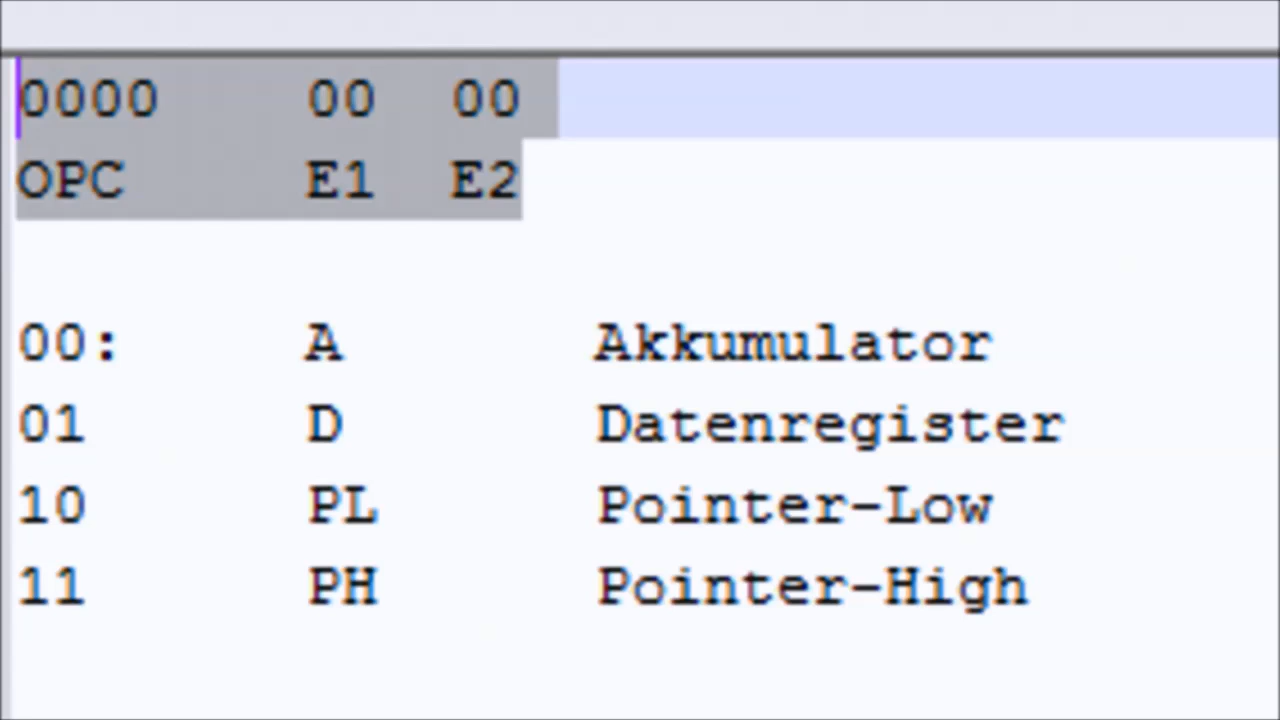 0000 00 00
OPC E1 E2
00: A Akkumulator
01 D Datenregister
10 PL Pointer-Low
11 PH Pointer-High